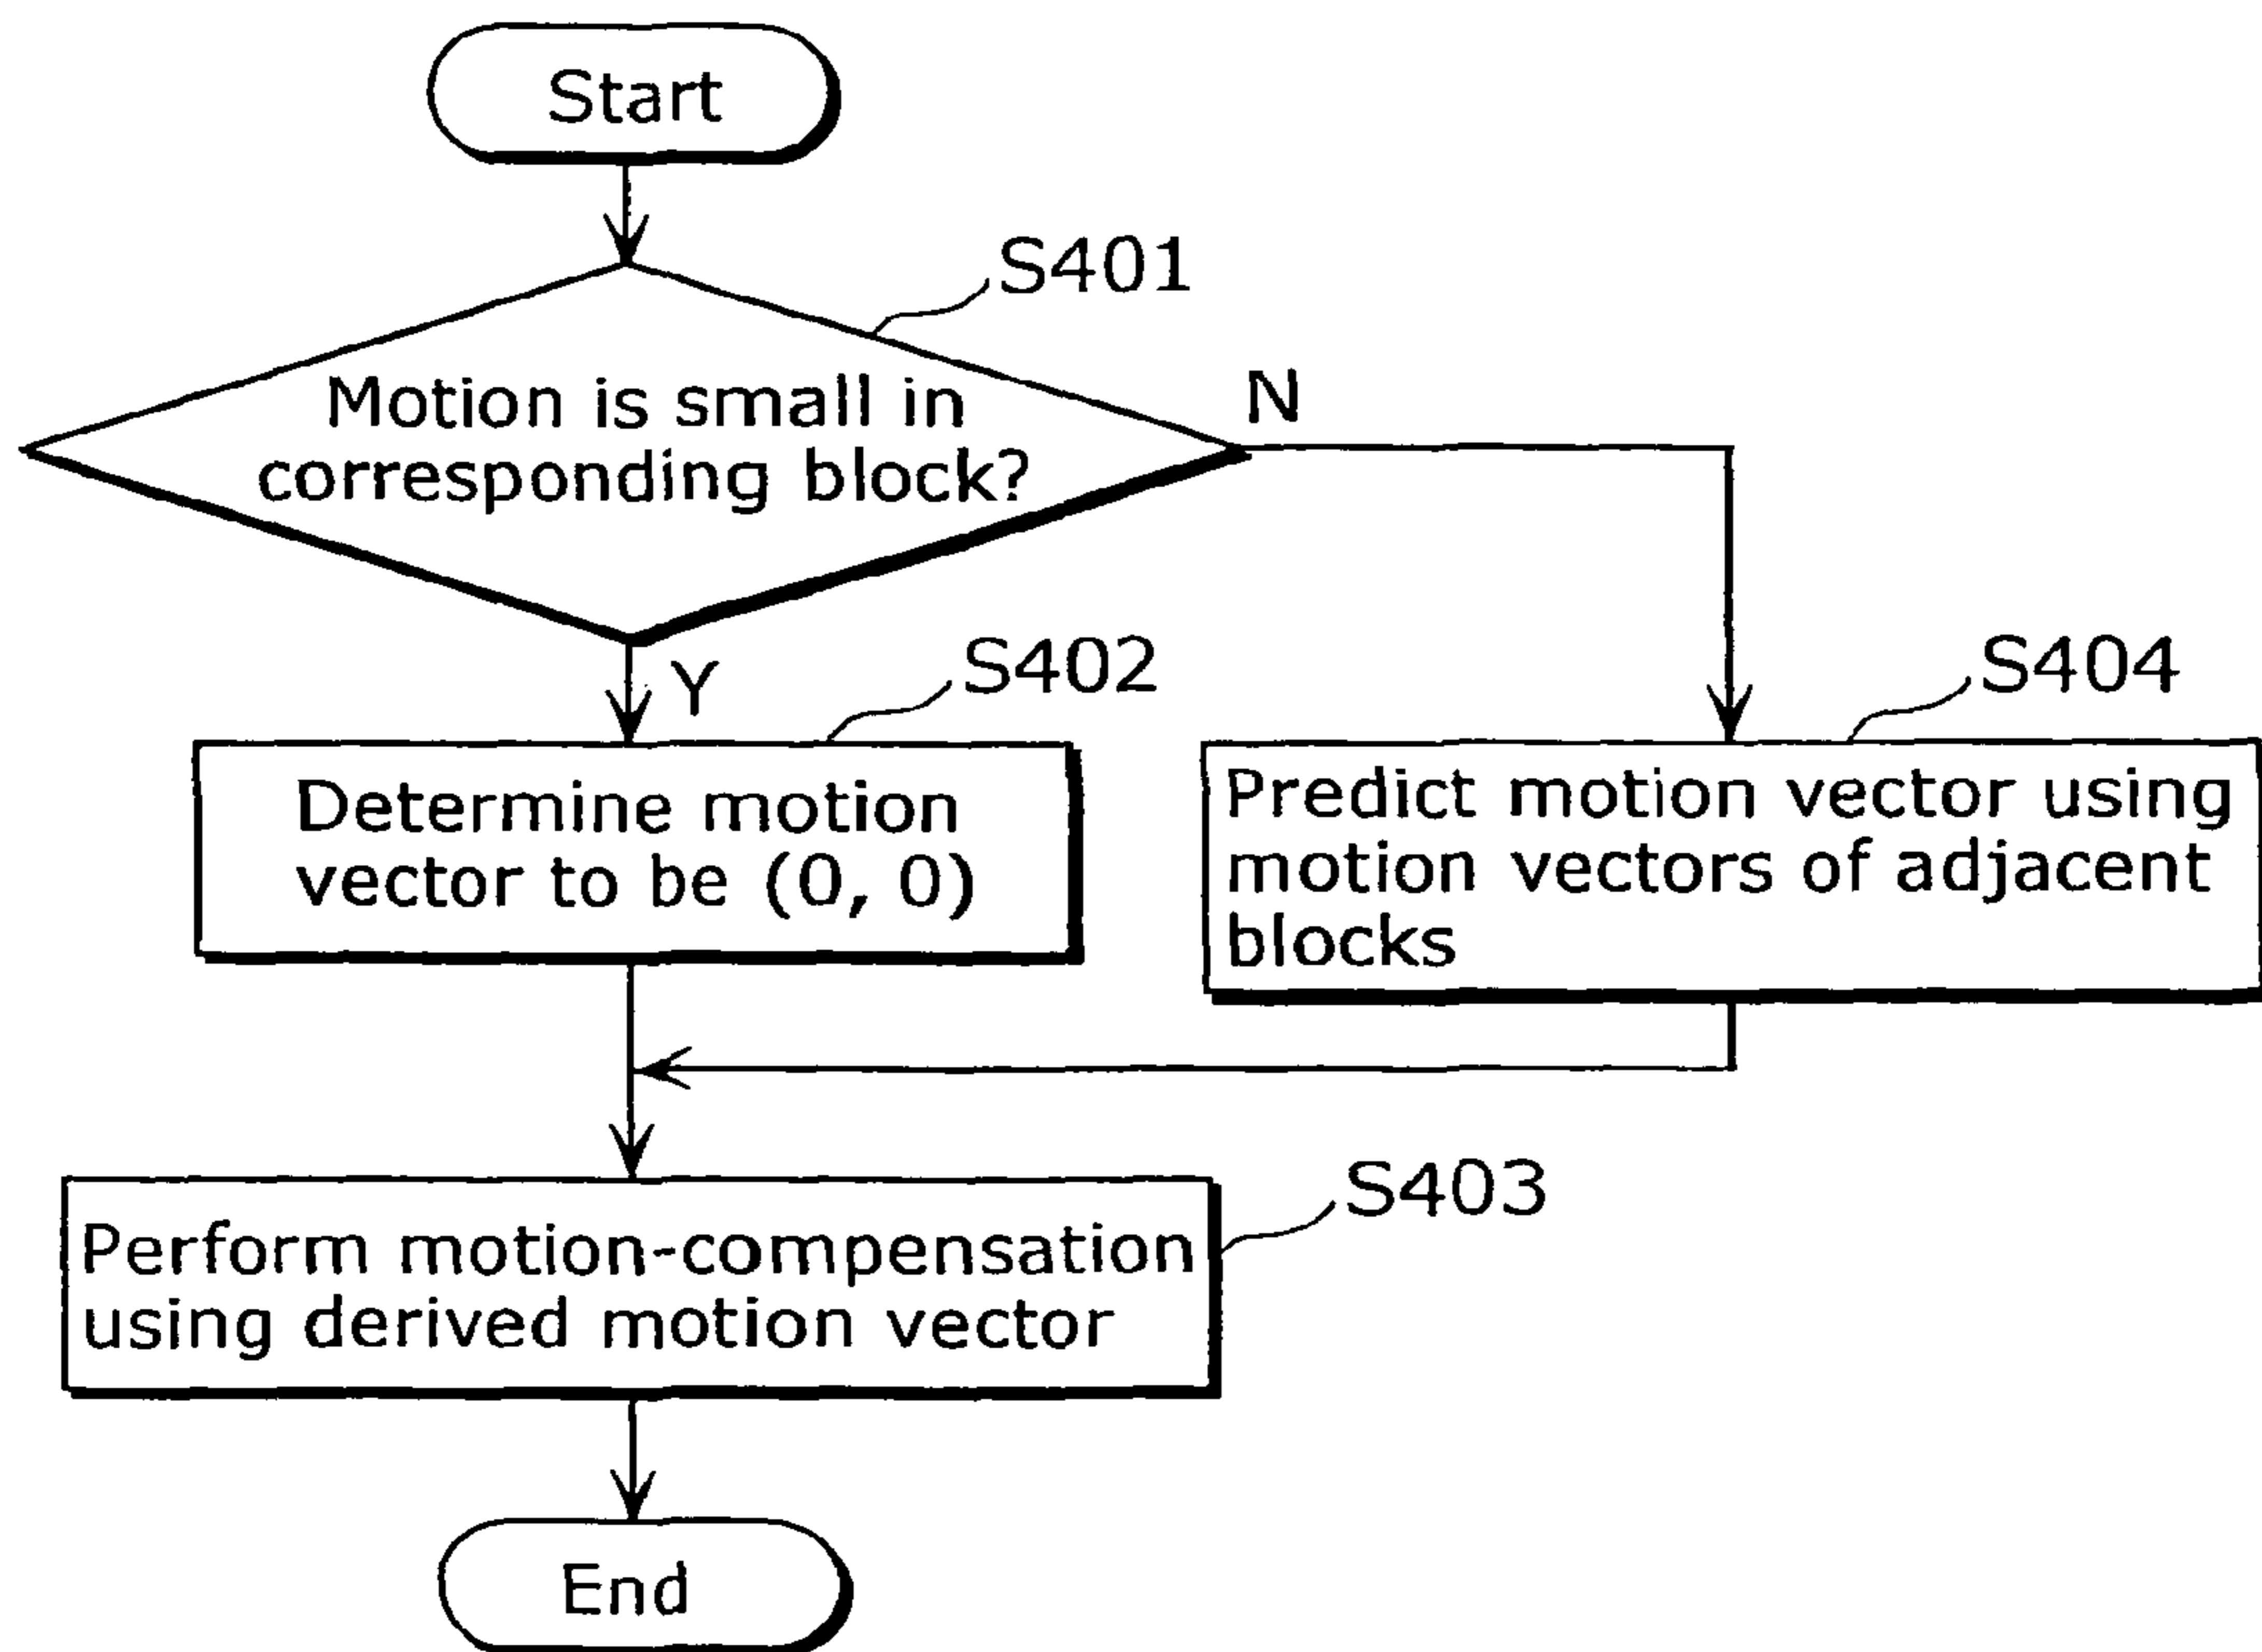 Start
S401
Motion is small in
corresponding block?
N
Y
S402
Determine motion
vector to be (0, 0)
S404
Predict motion vector using
motion vectors of adjacent
blocks
S403
Perform motion-compensation
using derived motion vector
End